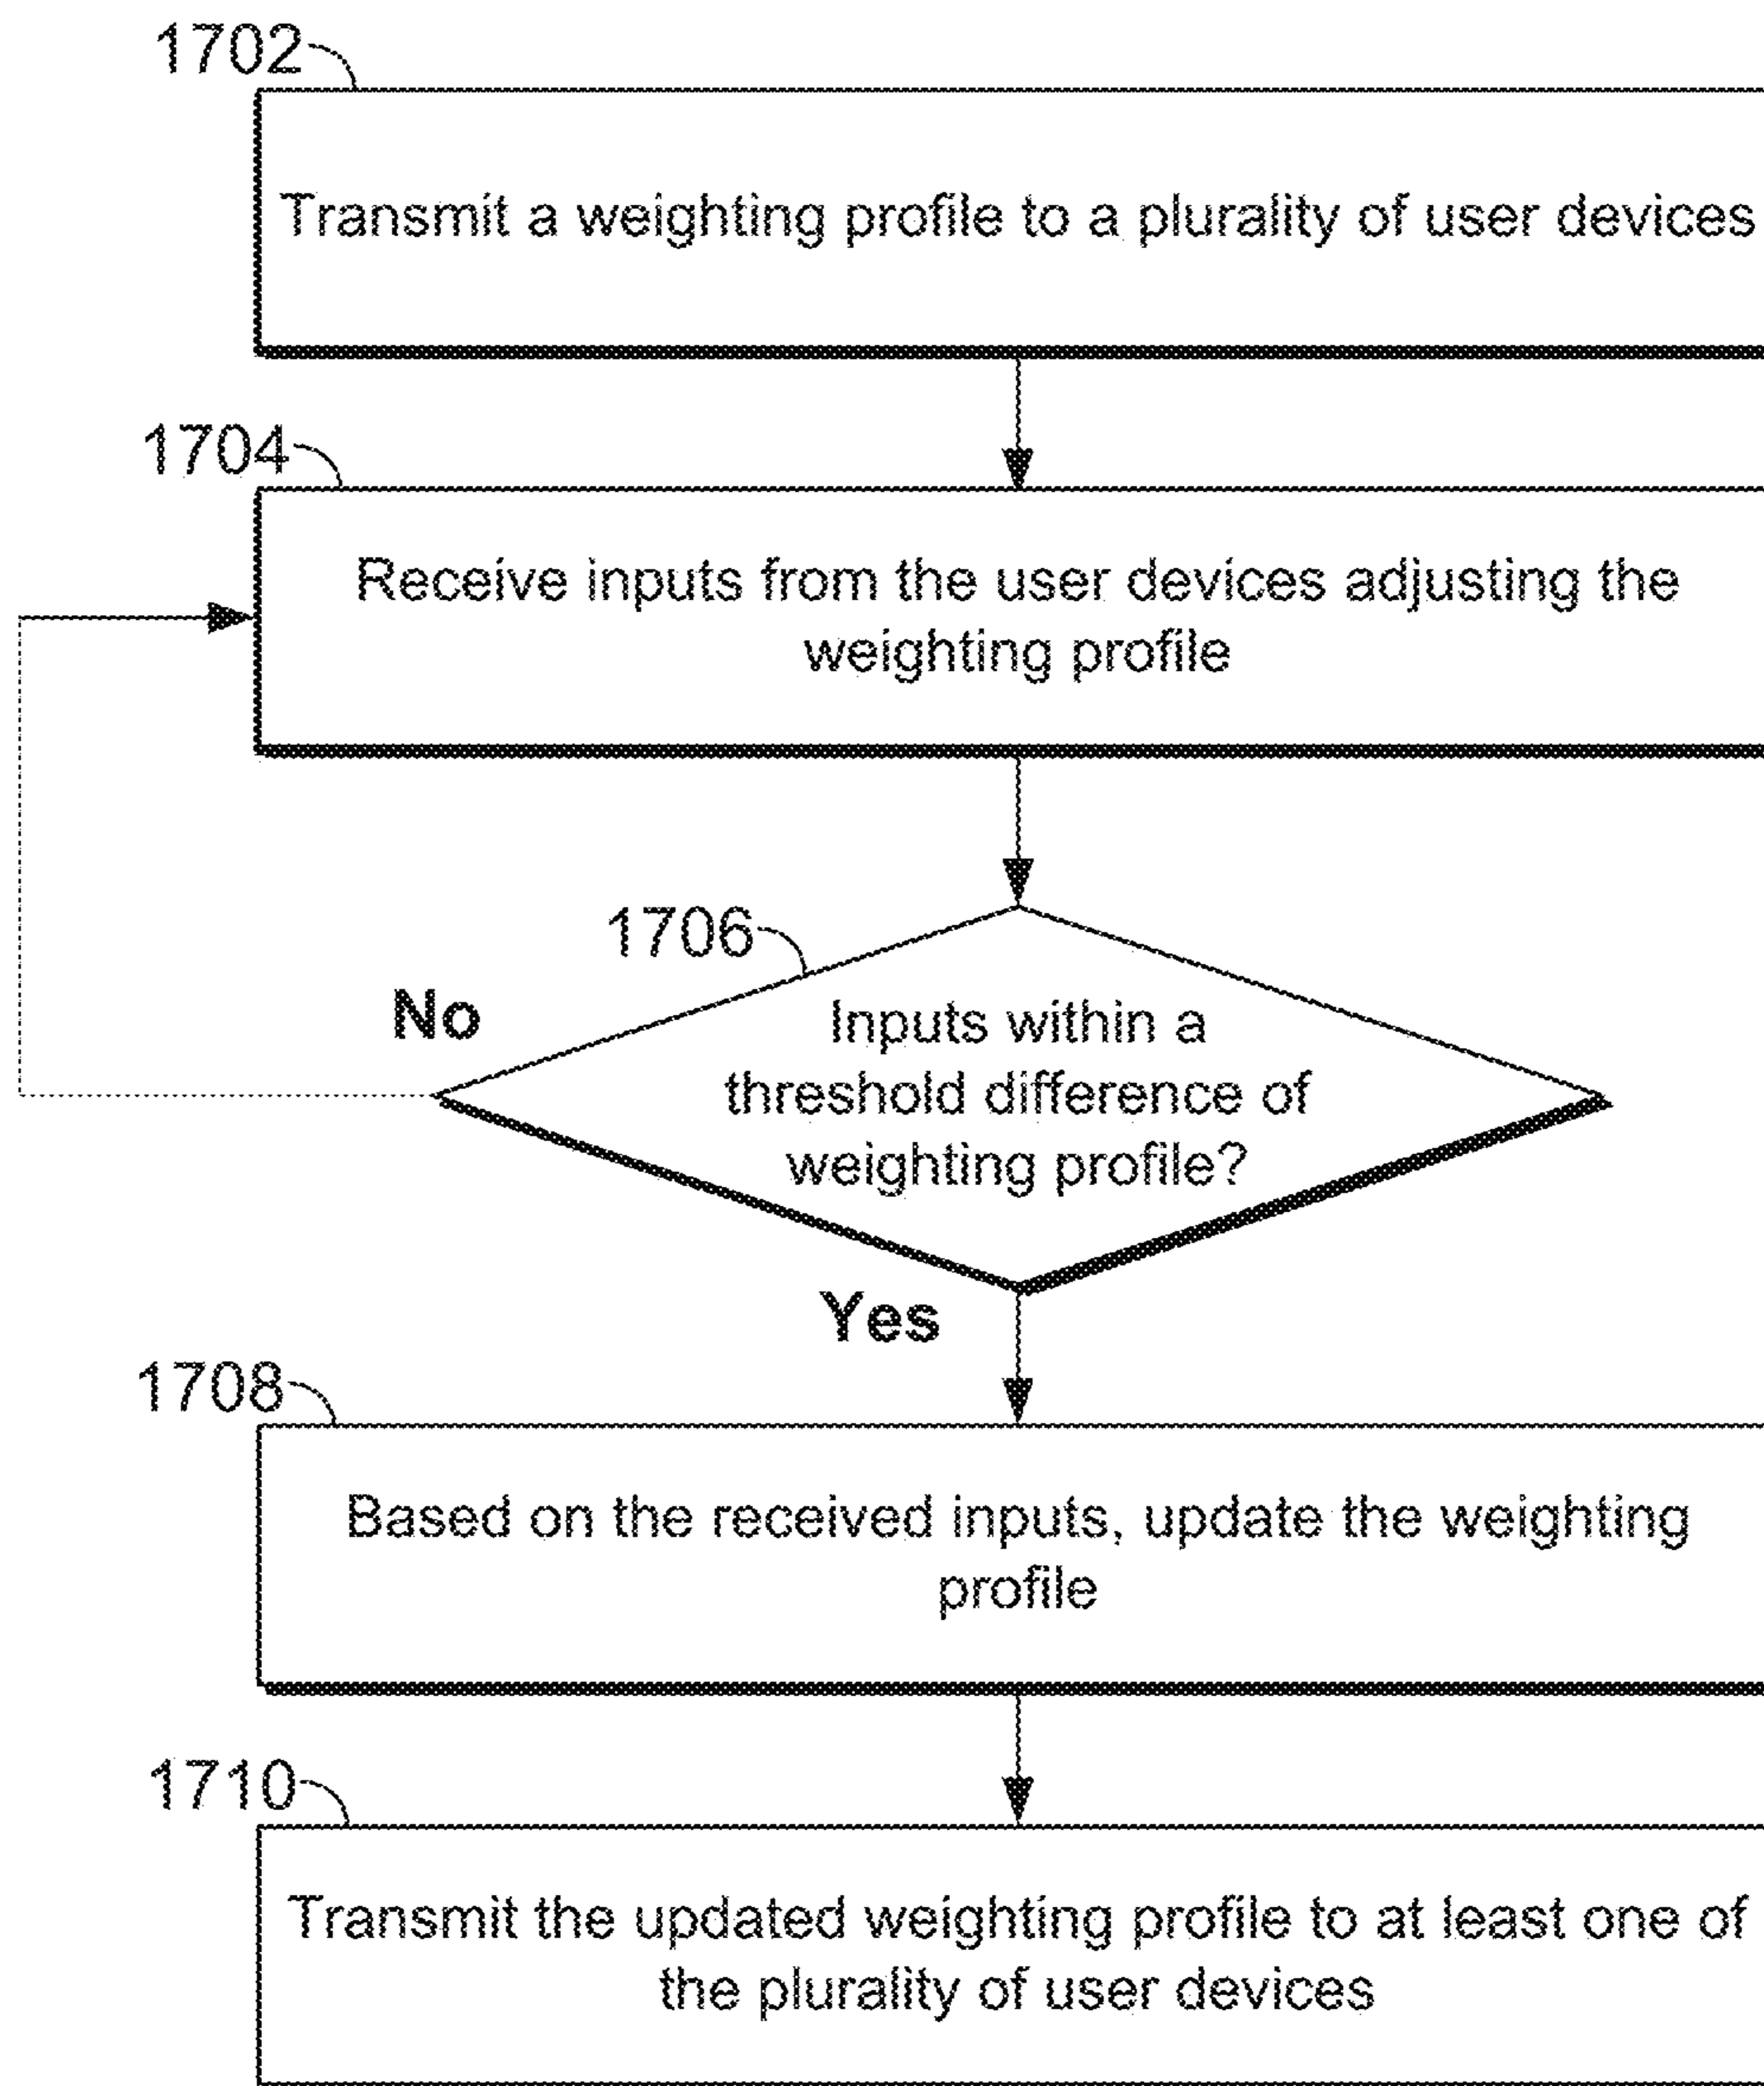 1702
Transmit a weighting profile to a plurality of user devices
1704
Receive inputs from the user devices adjusting the
weighting profile
1706
No
Inputs within a
threshold difference of
weighting profile?
Yes
1708
Based on the received inputs, update the weighting
profile
1710
Transmit the updated weighting profile to at least one of
the plurality of user devices